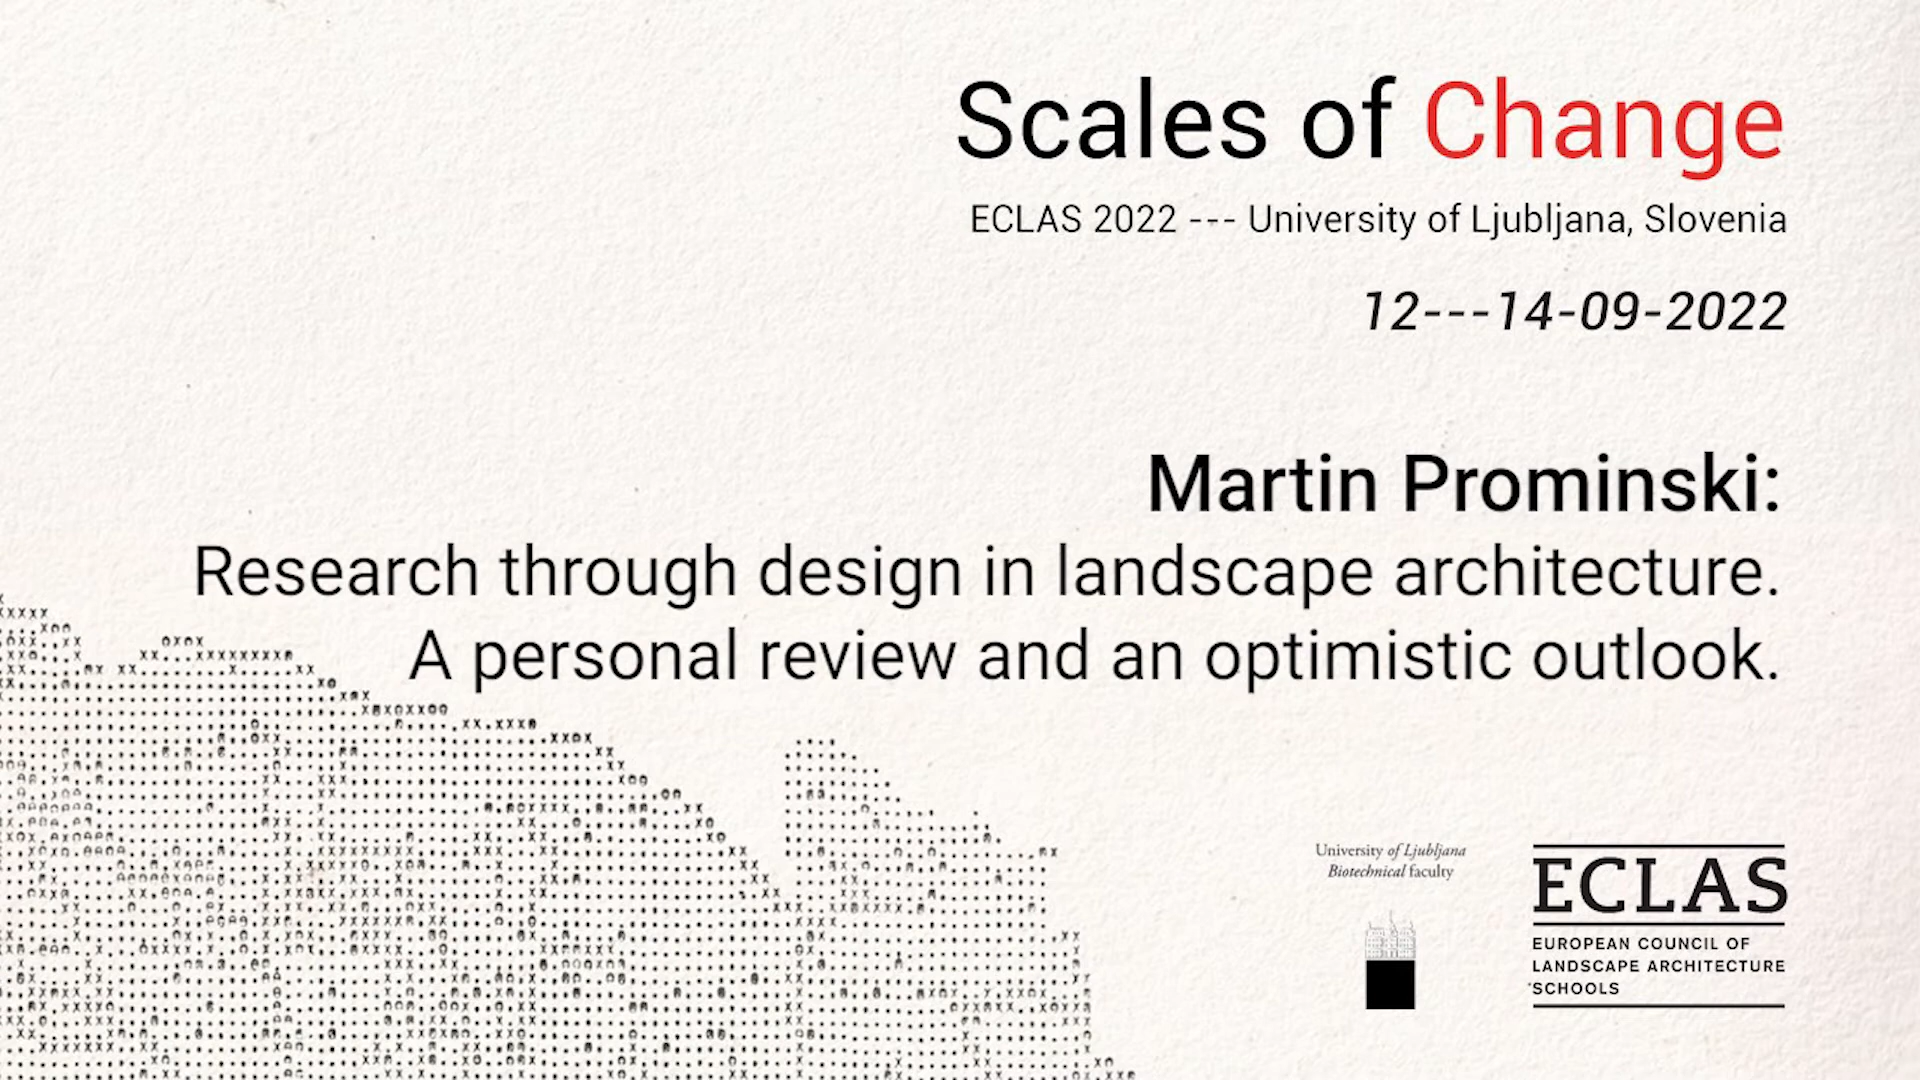 Scales of Change
ECLAS 2022 --- University of Ljubljana, Slovenia
12---14-09-2022
Martin Prominski:
Research through design in landscape architecture.
A personal review and an optimistic outlook.
University of Ljubljana
Biotechnical faculty
ECLAS
EUROPEAN COUNCIL OF
LANDSCAPE ARCHITECTURE
SCHOOLS